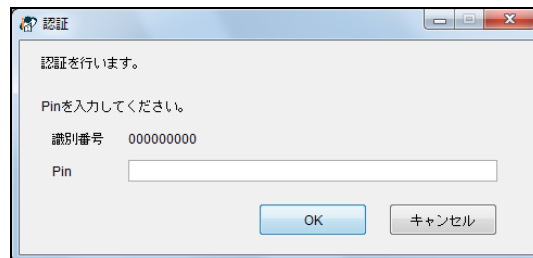 認証
認証を行います。
Pinを入力してください。
識別番号 000000000
Pin
OK キャンセル